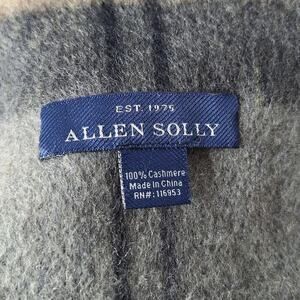 EST. 1975
ALLEN SOLLY
100% Cashmere
Made in China
RN#: 116953